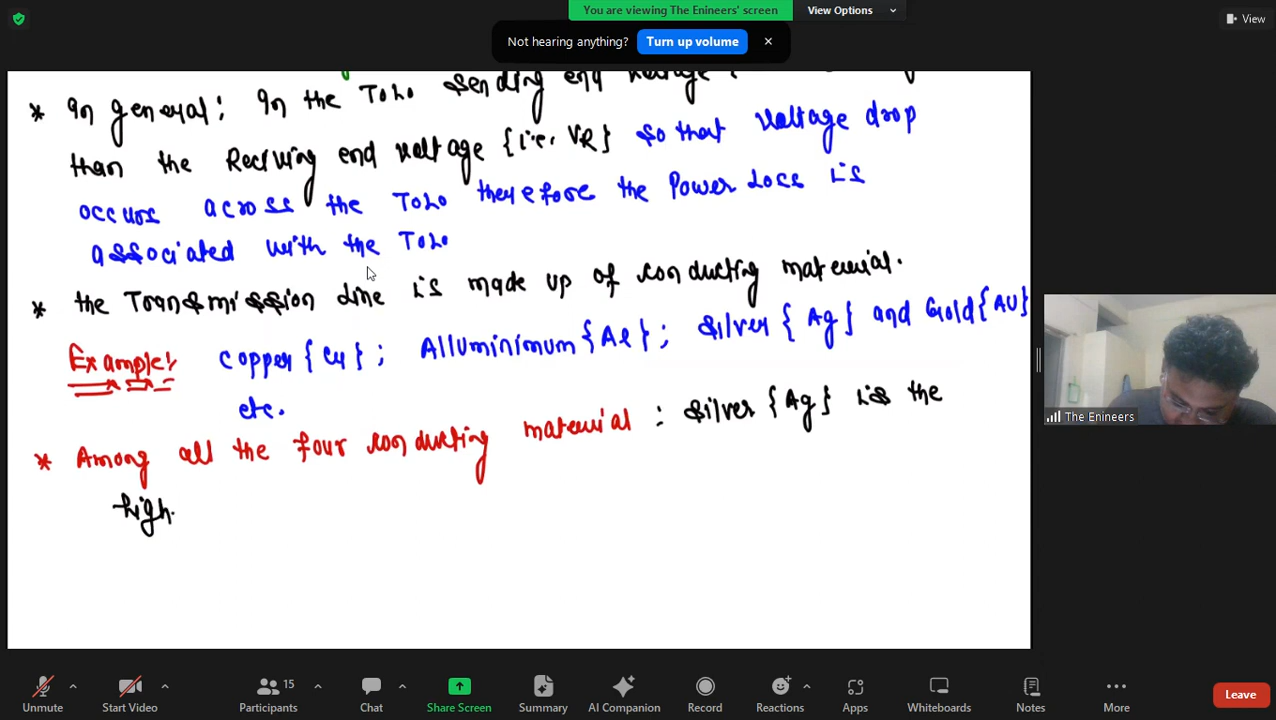 You are viewing The Enineers' screen
View Options
View
Not hearing anything?
Turn up volume
* In general: In the T.L. sending end voltage
than the Reciving end voltage {i.e. VR} so that voltage drop
occurs across the T.L. therefore the Power Loss is
associated with the T.L.
* the Transmission Line is made up of conducting material.
Example: Copper {Cu}; Alluminimum {Al}; Silver {Ag} and Gold {AU}
etc.
* Among all the four conducting material : Silver {Ag} is the
high.
The Enineers
Unmute
Start Video
15
Participants
Chat
Share Screen
Summary
AI Companion
Record
Reactions
Apps
Whiteboards
Notes
More
Leave